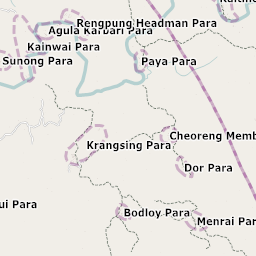 Rengpung Headman Para
Agula Karbari Para
Kainwai Para
Sunong Para
Paya Para
Cheoreng Memb
Krangsing Para
Dor Para
ui Para
Bodloy Para
Menrai Para